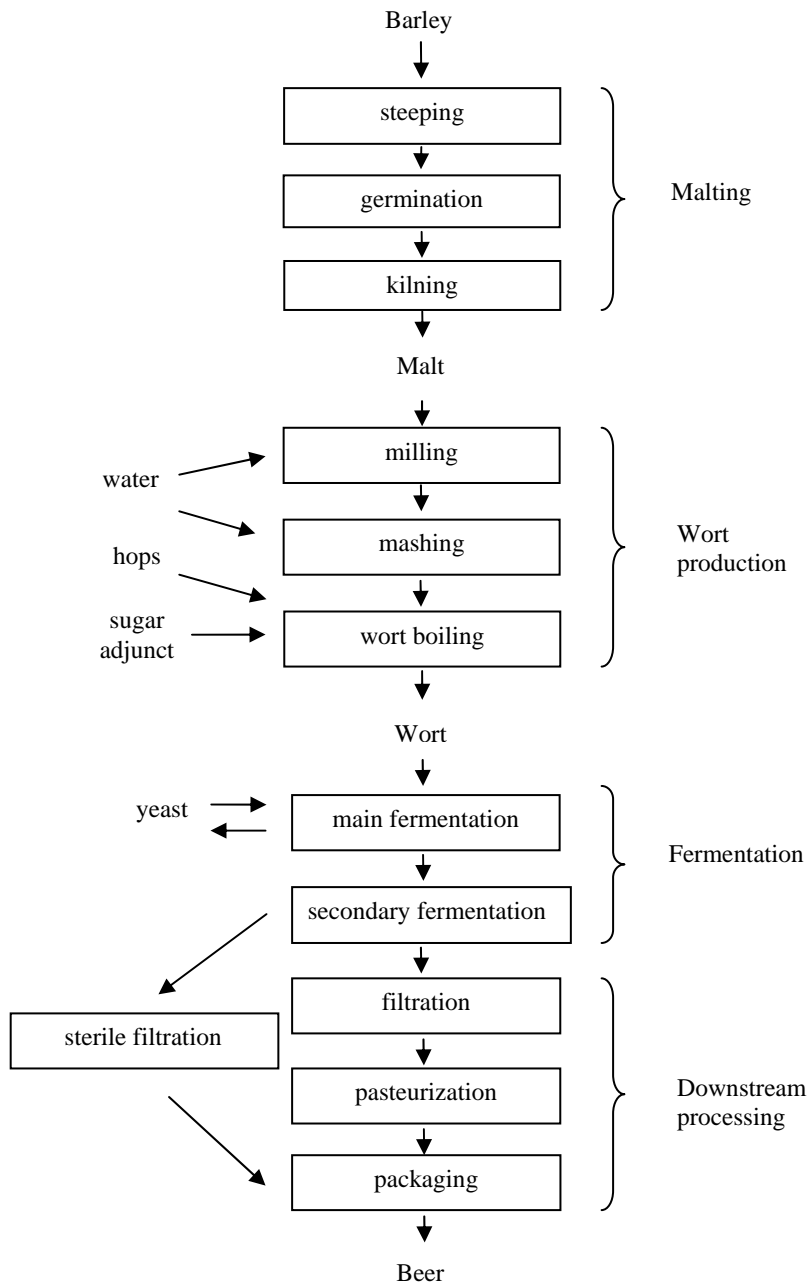 Barley
steeping
germination
Malting
kilning
Malt
milling
water
mashing
Wort
production
hops
sugar
adjunct
wort boiling
Wort
yeast
main fermentation
Fermentation
secondary fermentation
filtration
sterile filtration
pasteurization
Downstream
processing
packaging
Beer